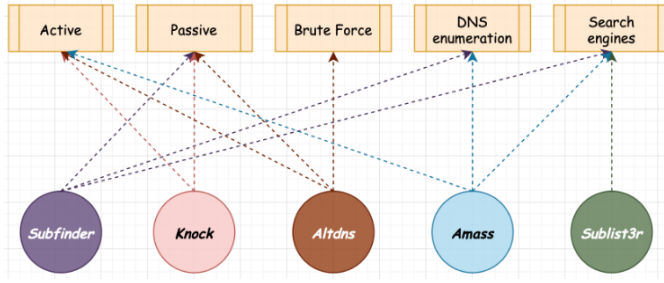 Active
Passive
Brute Force
DNS
enumeration
Search
engines
Subfinder
Knock
Altdns
Amass
Sublist3r